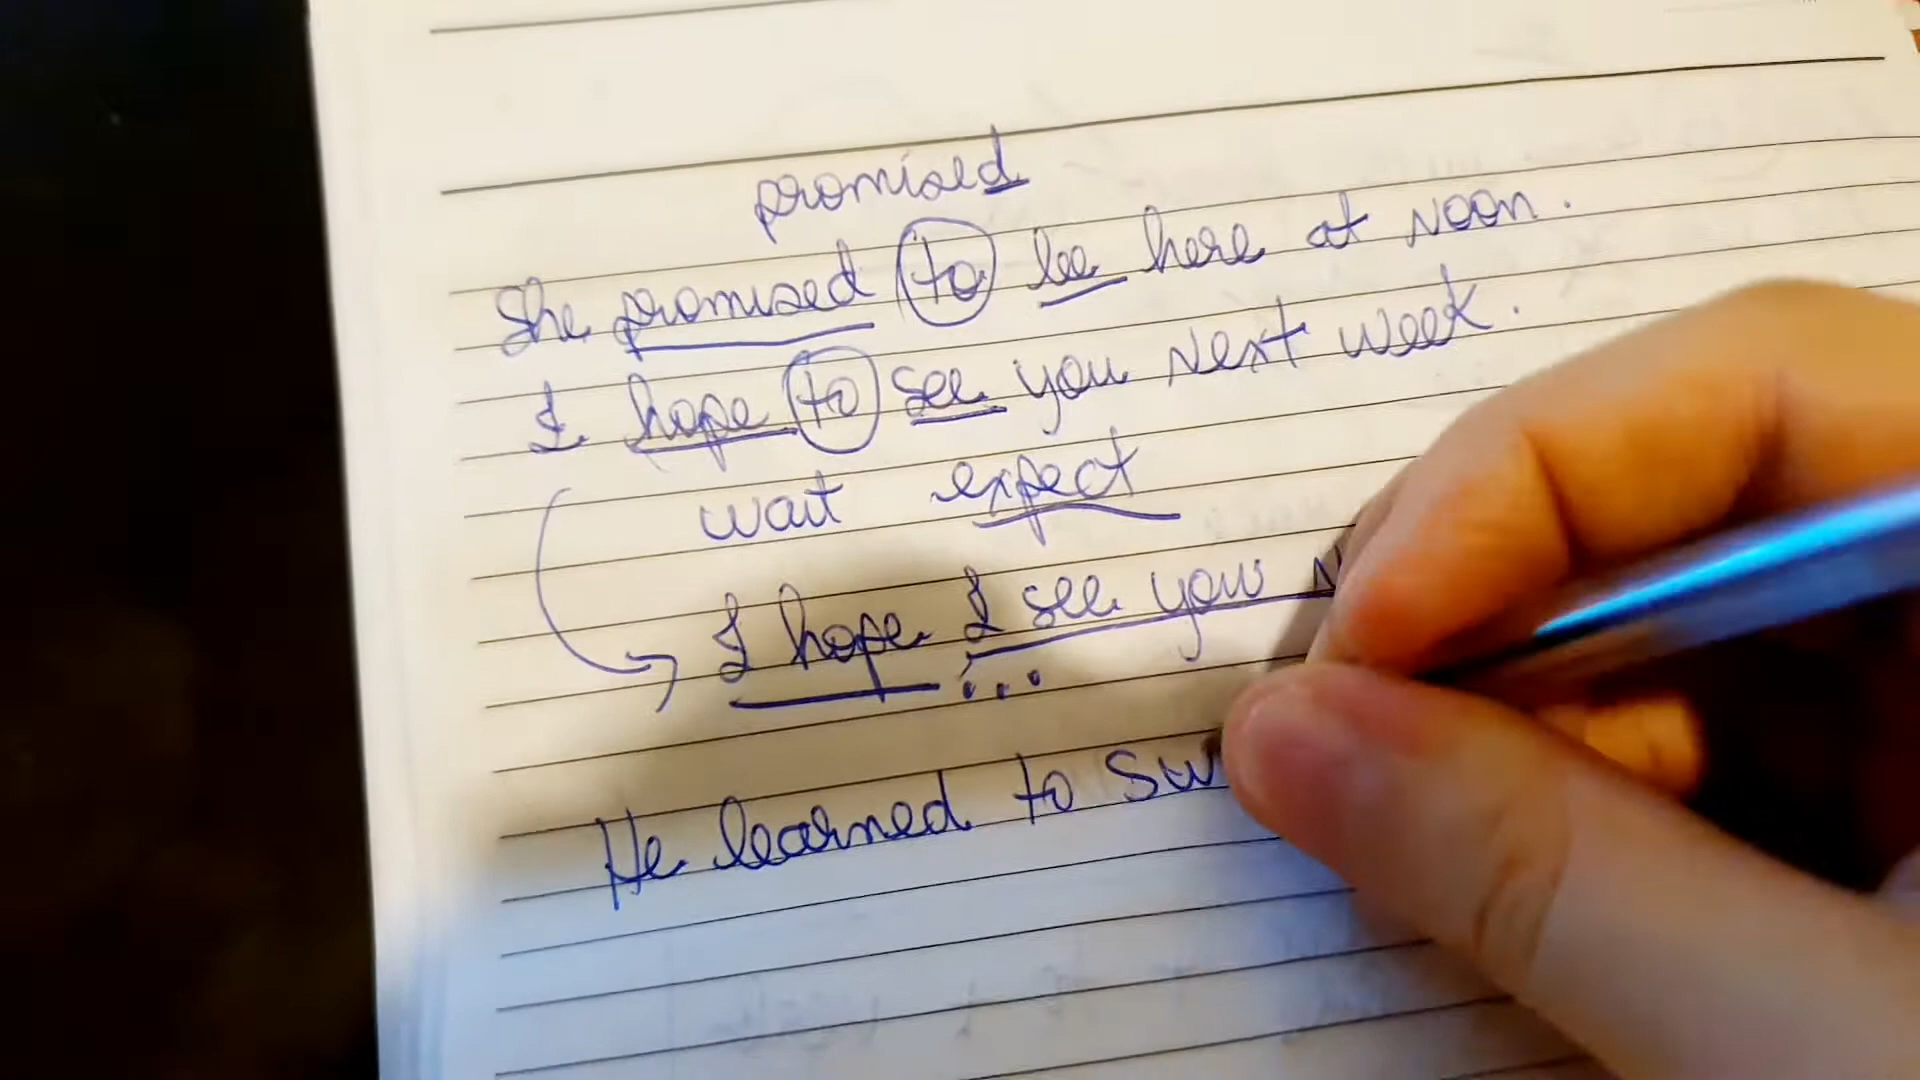 promised
She promised to be here at noon.
I hope to see you next week.
wait expect
I hope I see you
...
He learned to